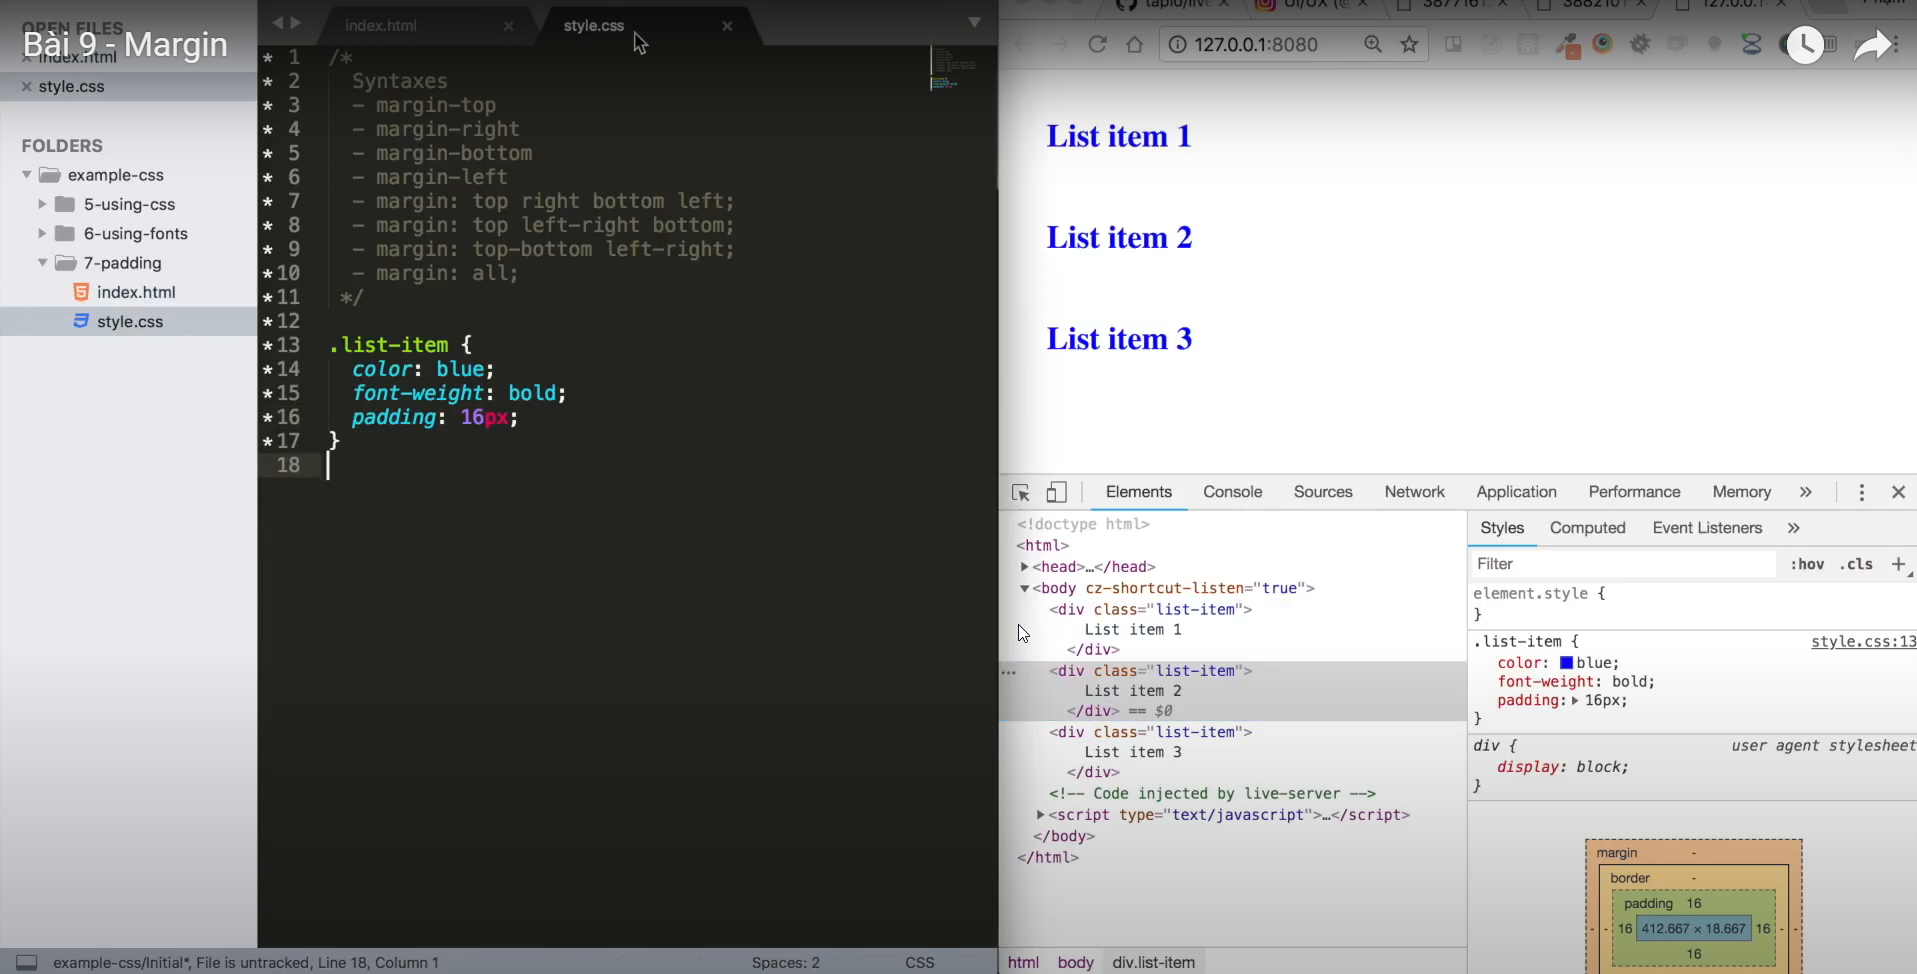 Bài 9 - Margin
OPEN FILES
index.html
style.css
FOLDERS
example-css
5-using-css
6-using-fonts
7-padding
index.html
style.css
index.html
style.css
1 /*
2 Syntaxes
3 - margin-top
4 - margin-right
5 - margin-bottom
6 - margin-left
7 - margin: top right bottom left;
8 - margin: top left-right bottom;
9 - margin: top-bottom left-right;
10 - margin: all;
11 */
12
13 .list-item {
14 color: blue;
15 font-weight: bold;
16 padding: 16px;
17 }
18
example-css/Initial*, File is untracked, Line 18, Column 1
Spaces: 2
CSS
127.0.0.1:8080
List item 1
List item 2
List item 3
Elements Console Sources Network Application Performance Memory »
<!doctype html>
<html>
<head>…</head>
<body cz-shortcut-listen="true">
<div class="list-item">
List item 1
</div>
<div class="list-item">
List item 2
</div> == $0
<div class="list-item">
List item 3
</div>
<!-- Code injected by live-server -->
<script type="text/javascript">…</script>
</body>
</html>
html body div.list-item
Styles Computed Event Listeners »
Filter :hov .cls +
element.style {
}
.list-item { style.css:13
color: blue;
font-weight: bold;
padding: 16px;
}
div { user agent stylesheet
display: block;
}
margin -
border -
padding 16
- - 16 412.667 × 18.667 16 - -
16